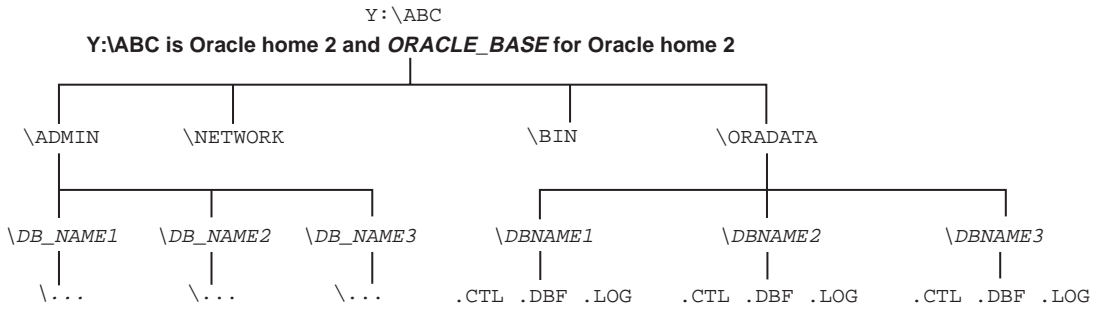 Y:\ABC
Y:\ABC is Oracle home 2 and ORACLE_BASE for Oracle home 2
\ADMIN \NETWORK \BIN \ORADATA
\DB_NAME1 \DB_NAME2 \DB_NAME3 \DBNAME1 \DBNAME2 \DBNAME3
\... \... \... .CTL .DBF .LOG .CTL .DBF .LOG .CTL .DBF .LOG